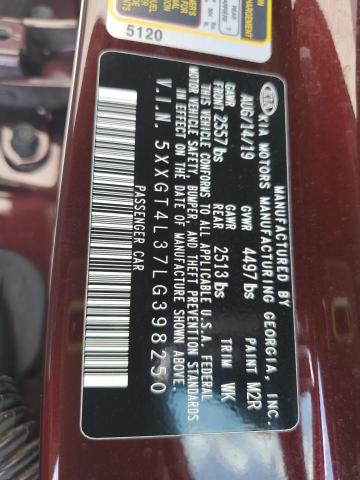 KIA
MANUFACTURED BY
KIA MOTORS MANUFACTURING GEORGIA, INC.
AUG/14/19 GVWR 4497 lbs PAINT M2R
GAWR GAWR TRIM WK
FRONT 2557 lbs REAR 2513 lbs
THIS VEHICLE CONFORMS TO ALL APPLICABLE U.S.A. FEDERAL
MOTOR VEHICLE SAFETY, BUMPER, AND THEFT PREVENTION STANDARDS
IN EFFECT ON THE DATE OF MANUFACTURE SHOWN ABOVE.
V.I.N. 5XXGT4L37LG398250
PASSENGER CAR
REAR
5120